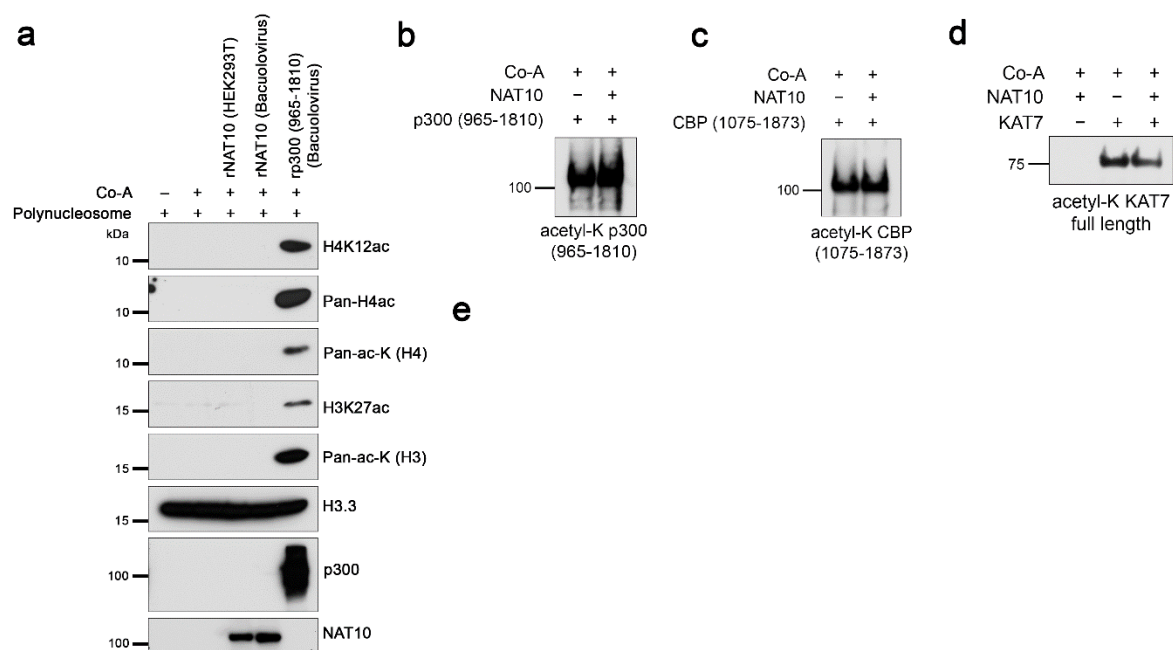 a
rNAT10 (HEK293T)
rNAT10 (Bacuolovirus)
rp300 (965-1810)
(Bacuolovirus)
Co-A – + + + +
Polynucleosome + + + + +
kDa
10 H4K12ac
10 Pan-H4ac
10 Pan-ac-K (H4)
15 H3K27ac
15 Pan-ac-K (H3)
15 H3.3
100 p300
100 NAT10
b
Co-A + +
NAT10 – +
p300 (965-1810) + +
100
acetyl-K p300
(965-1810)
c
Co-A + +
NAT10 - +
CBP (1075-1873) + +
100
acetyl-K CBP
(1075-1873)
d
Co-A + + +
NAT10 + – +
KAT7 – + +
75
acetyl-K KAT7
full length
e